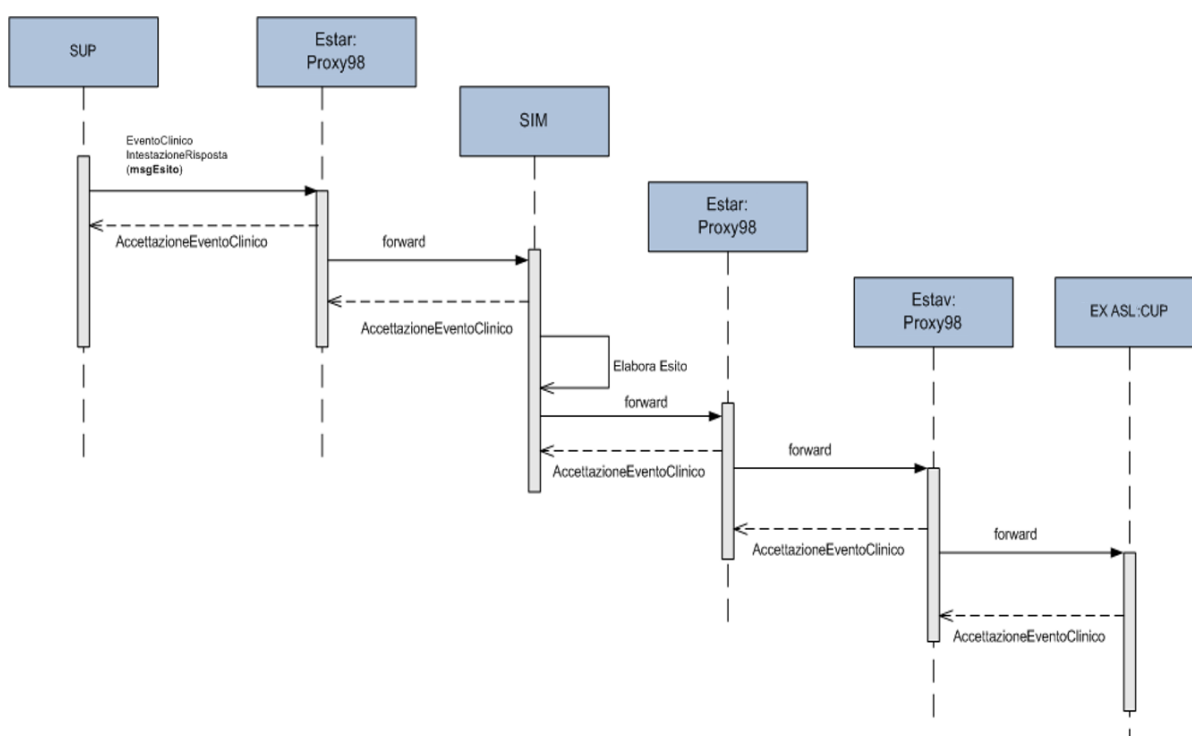 SUP
Estar:
Proxy98
SIM
EventoClinico
IntestazioneRisposta
(msgEsito)
Estar:
Proxy98
AccettazioneEventoClinico
forward
Estav:
Proxy98
EX ASL:CUP
AccettazioneEventoClinico
Elabora Esito
forward
AccettazioneEventoClinico
forward
AccettazioneEventoClinico
forward
AccettazioneEventoClinico